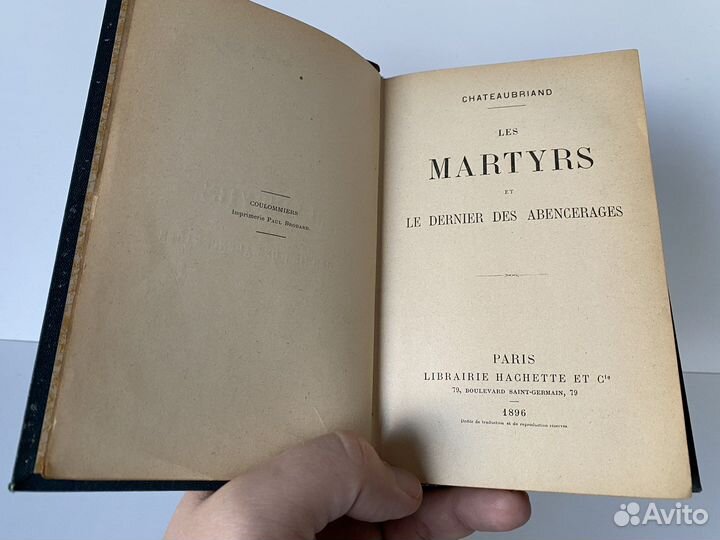 COULOMMIERS
Imprimerie PAUL BRODARD.
CHATEAUBRIAND
LES
MARTYRS
ET
LE DERNIER DES ABENCERAGES
PARIS
LIBRAIRIE HACHETTE ET Cie
79, BOULEVARD SAINT-GERMAIN, 79
1896
Droits de traduction et de reproduction réservés.
Avito